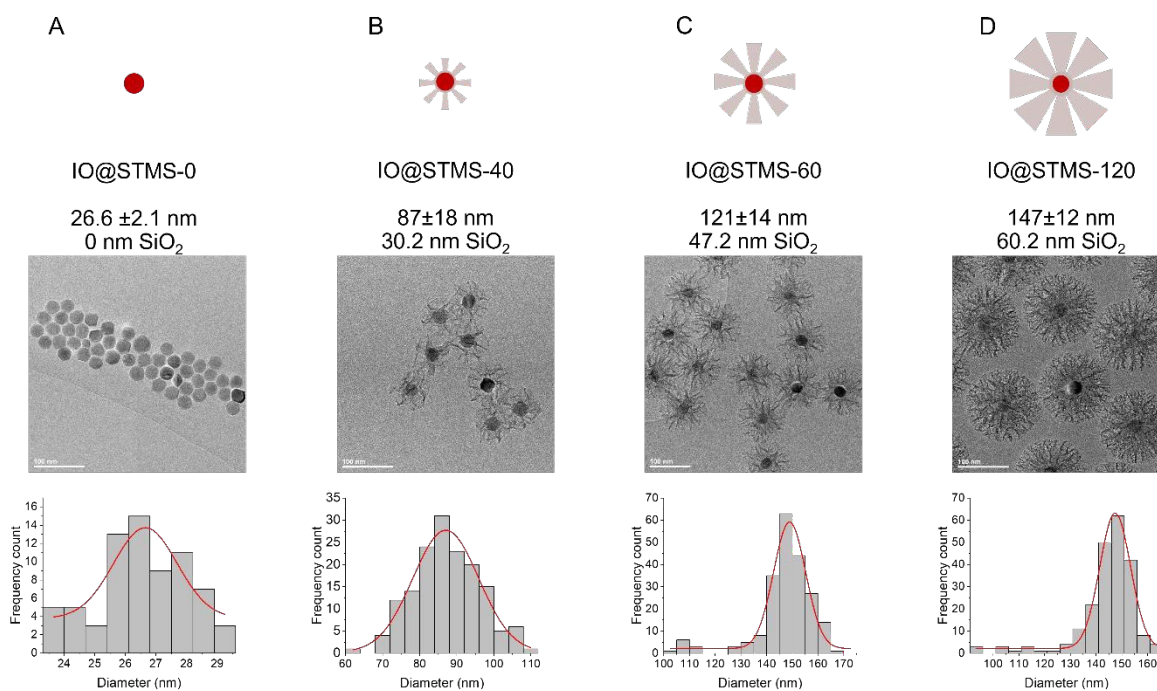 A
B
C
D
IO@STMS-0
IO@STMS-40
IO@STMS-60
IO@STMS-120
26.6 ±2.1 nm
0 nm SiO₂
87±18 nm
30.2 nm SiO₂
121±14 nm
47.2 nm SiO₂
147±12 nm
60.2 nm SiO₂
100 nm
100 nm
100 nm
100 nm
Frequency count
16
14
12
10
8
6
4
2
0
24 25 26 27 28 29
Diameter (nm)
Frequency count
35
30
25
20
15
10
5
0
60 70 80 90 100 110
Diameter (nm)
Frequency count
70
60
50
40
30
20
10
0
100 110 120 130 140 150 160 170
Diameter (nm)
Frequency count
70
60
50
40
30
20
10
0
100 110 120 130 140 150 160
Diameter (nm)